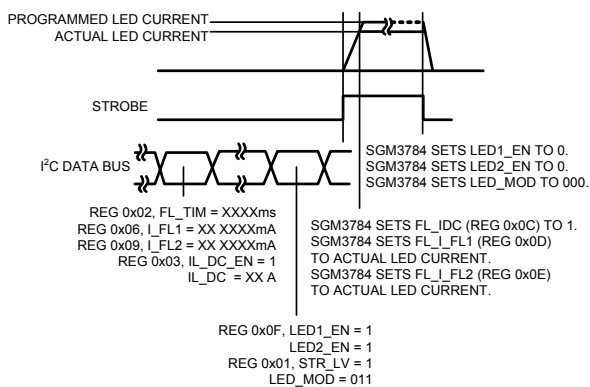 PROGRAMMED LED CURRENT
ACTUAL LED CURRENT
STROBE
I²C DATA BUS
SGM3784 SETS LED1_EN TO 0.
SGM3784 SETS LED2_EN TO 0.
SGM3784 SETS LED_MOD TO 000.
REG 0x02, FL_TIM = XXXXms
REG 0x06, I_FL1 = XX XXXXmA
REG 0x09, I_FL2 = XX XXXXmA
REG 0x03, IL_DC_EN = 1
IL_DC = XX A
SGM3784 SETS FL_IDC (REG 0x0C) TO 1.
SGM3784 SETS FL_I_FL1 (REG 0x0D)
TO ACTUAL LED CURRENT.
SGM3784 SETS FL_I_FL2 (REG 0x0E)
TO ACTUAL LED CURRENT.
REG 0x0F, LED1_EN = 1
LED2_EN = 1
REG 0x01, STR_LV = 1
LED_MOD = 011